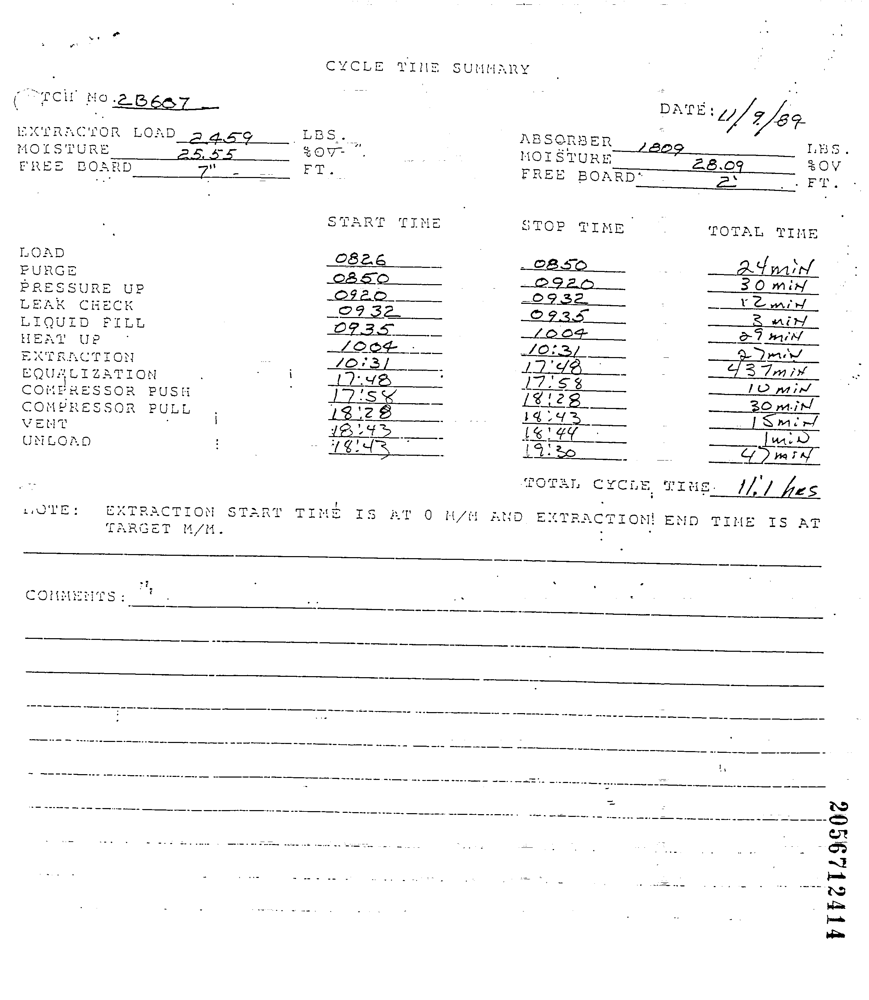 CYCLE TIME SUMMARY
TCH NO. 2B607
DATE: 11/9/89
EXTRACTOR LOAD 2459 LBS.
MOISTURE 25.55 %OV
FREE BOARD 7" FT.
ABSORBER 1809 LBS.
MOISTURE 28.09 %OV
FREE BOARD 2' FT.
START TIME STOP TIME TOTAL TIME
LOAD 0826 0850 24 min
PURGE 0850 0920 30 min
PRESSURE UP 0920 0932 12 min
LEAK CHECK 0932 0935 3 min
LIQUID FILL 0935 1004 29 min
HEAT UP 1004 10:31 27 min
EXTRACTION 10:31 17:48 437 min
EQUALIZATION 17:48 17:58 10 min
COMPRESSOR PUSH 17:58 18:28 30 min
COMPRESSOR PULL 18:28 18:43 15 min
VENT 18:43 18:44 1 min
UNLOAD 18:43 19:30 47 min
TOTAL CYCLE TIME 11.1 hrs
NOTE: EXTRACTION START TIME IS AT 0 M/M AND EXTRACTION END TIME IS AT
TARGET M/M.
COMMENTS:
2056712414